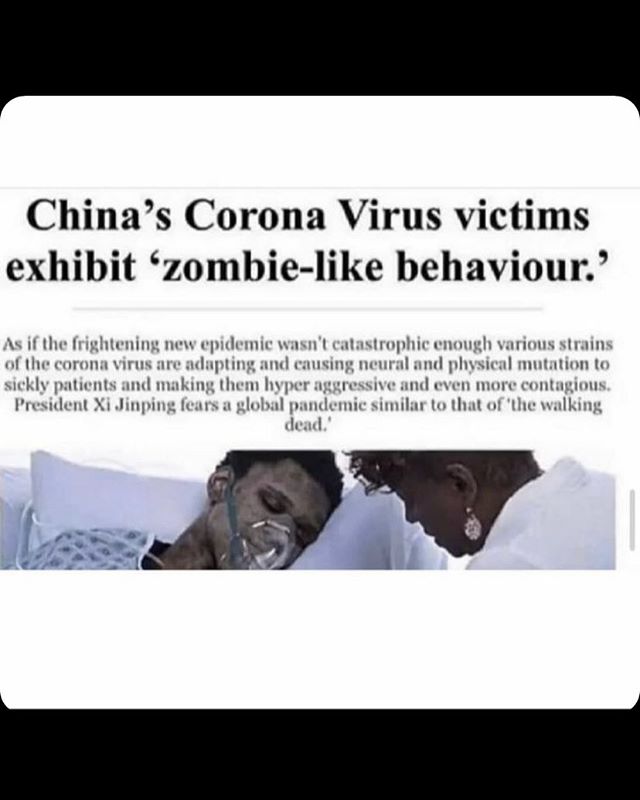 China’s Corona Virus victims
exhibit ‘zombie-like behaviour.’
As if the frightening new epidemic wasn't catastrophic enough various strains
of the corona virus are adapting and causing neural and physical mutation to
sickly patients and making them hyper aggressive and even more contagious.
President Xi Jinping fears a global pandemic similar to that of 'the walking
dead.'